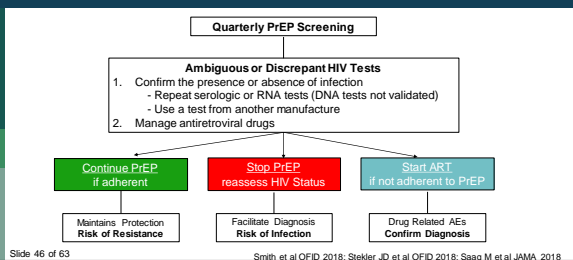 Quarterly PrEP Screening
Ambiguous or Discrepant HIV Tests
1. Confirm the presence or absence of infection
- Repeat serologic or RNA tests (DNA tests not validated)
- Use a test from another manufacture
2. Manage antiretroviral drugs
Continue PrEP
if adherent
Stop PrEP
reassess HIV Status
Start ART
if not adherent to PrEP
Maintains Protection
Risk of Resistance
Facilitate Diagnosis
Risk of Infection
Drug Related AEs
Confirm Diagnosis
Slide 46 of 63
Smith et al OFID 2018; Stekler JD et al OFID 2018; Saag M et al JAMA 2018